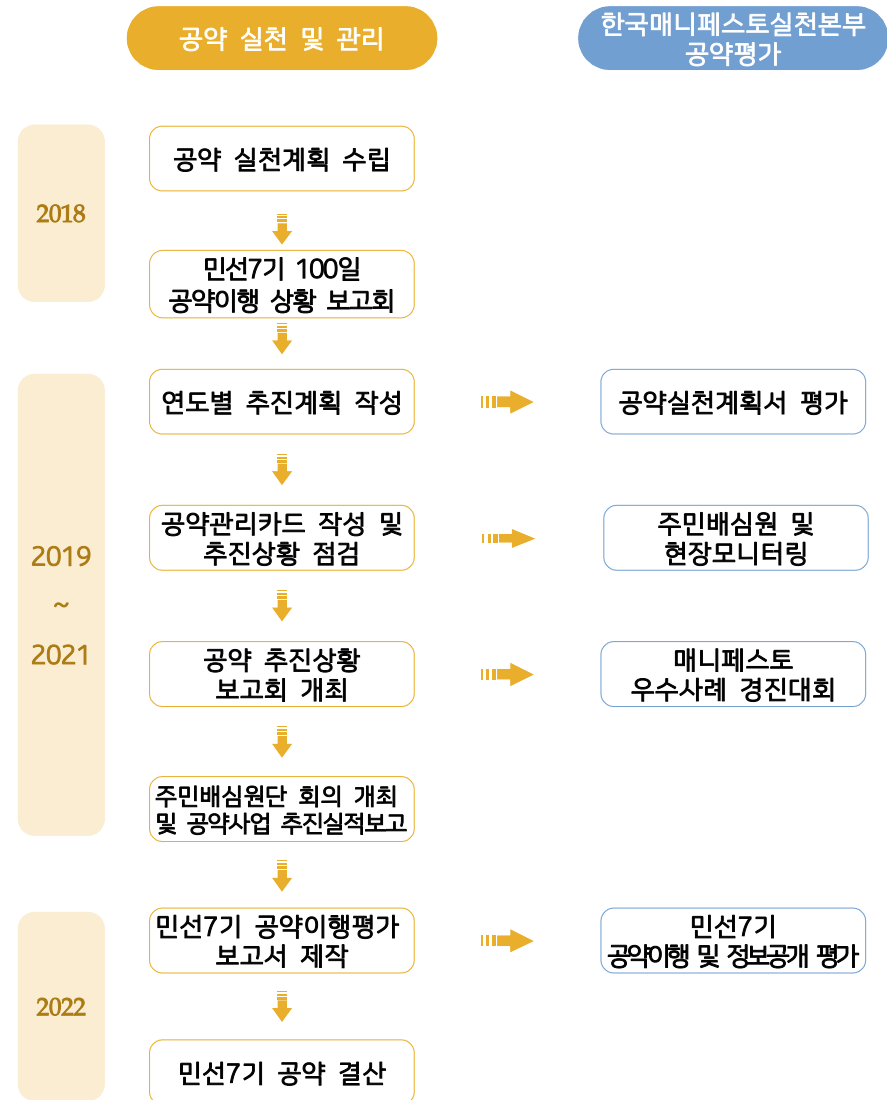 공약 실천 및 관리
한국매니페스토실천본부
공약평가
2018
공약 실천계획 수립
민선7기 100일
공약이행 상황 보고회
2019
~
2021
연도별 추진계획 작성
공약실천계획서 평가
공약관리카드 작성 및
추진상황 점검
주민배심원 및
현장모니터링
공약 추진상황
보고회 개최
매니페스토
우수사례 경진대회
주민배심원단 회의 개최
및 공약사업 추진실적보고
2022
민선7기 공약이행평가
보고서 제작
민선7기
공약이행 및 정보공개 평가
민선7기 공약 결산